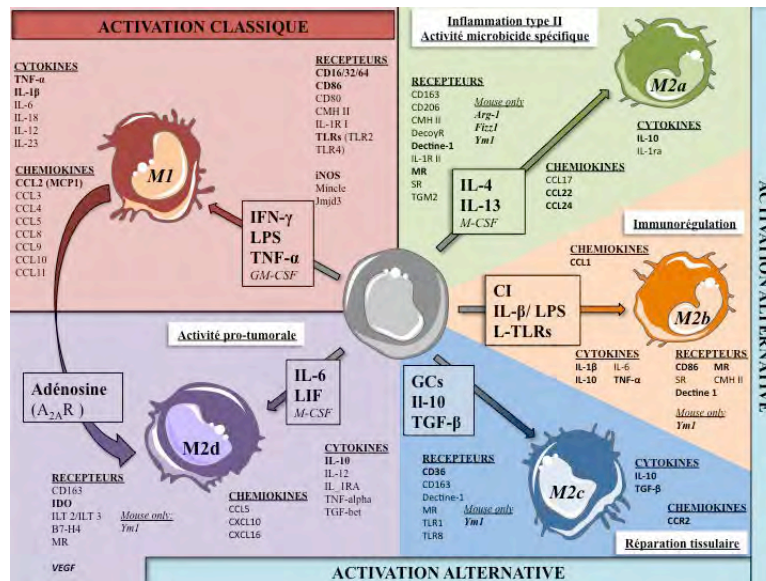 ACTIVATION CLASSIQUE
CYTOKINES
TNF-α
IL-1β
IL-6
IL-18
IL-12
IL-23
CHEMIOKINES
CCL2 (MCP1)
CCL3
CCL4
CCL5
CCL8
CCL9
CCL10
CCL11
RECEPTEURS
CD16/32/64
CD86
CD80
CMH II
IL-1R I
TLRs (TLR2
TLR4)
iNOS
Mincle
Jmjd3
M1
IFN-γ
LPS
TNF-α
GM-CSF
Inflammation type II
Activité microbicide spécifique
RECEPTEURS
CD163
CD206
CMH II
DecoyR
Dectine-1
IL-1R II
MR
SR
TGM2
Mouse only
Arg-1
Fizz1
Ym1
M2a
CYTOKINES
IL-10
IL-1ra
CHEMIOKINES
CCL17
CCL22
CCL24
IL-4
IL-13
M-CSF
Immunorégulation
CHEMIOKINES
CCL1
CI
IL-β/ LPS
L-TLRs
M2b
CYTOKINES
IL-1β IL-6
IL-10 TNF-α
RECEPTEURS
CD86 MR
SR CMH II
Dectine 1
Mouse only
Ym1
ACTIVATION ALTERNATIVE
Activité pro-tumorale
IL-6
LIF
M-CSF
Adénosine
(A2AR )
M2d
RECEPTEURS
CD163
IDO
ILT 2/ILT 3
B7-H4
MR
VEGF
Mouse only:
Ym1
CHEMIOKINES
CCL5
CXCL10
CXCL16
CYTOKINES
IL-10
IL-12
IL_1RA
TNF-alpha
TGF-bet
GCs
Il-10
TGF-β
RECEPTEURS
CD36
CD163
Dectine-1
MR
TLR1
TLR8
Mouse only
Ym1
M2c
CYTOKINES
IL-10
TGF-β
CHEMIOKINES
CCR2
Réparation tissulaire
ACTIVATION ALTERNATIVE